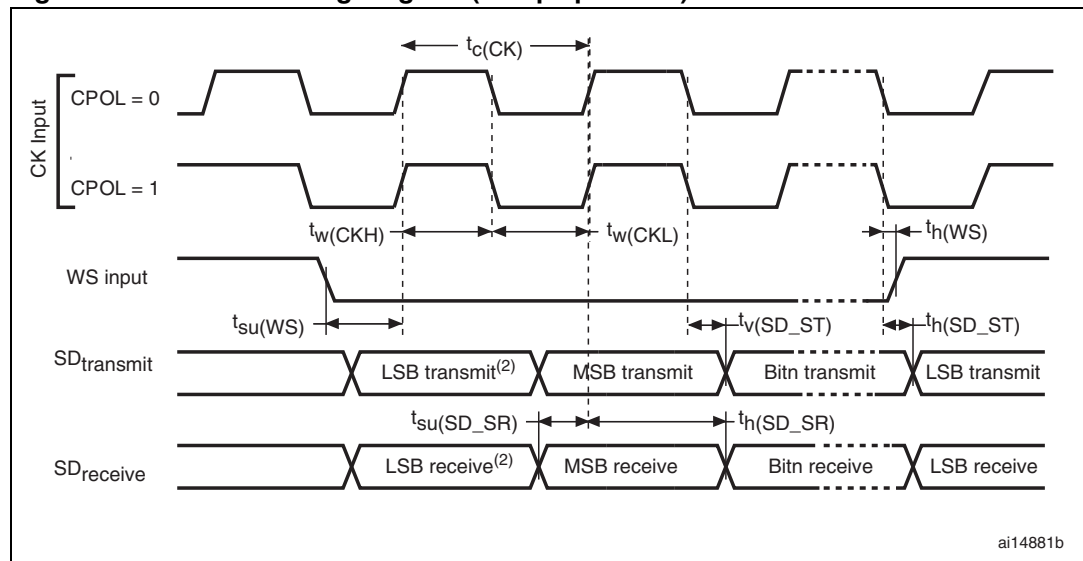 tc(CK)
CK Input
CPOL = 0
CPOL = 1
tw(CKH)
tw(CKL)
th(WS)
WS input
tsu(WS)
tv(SD_ST)
th(SD_ST)
SDtransmit
LSB transmit(2)
MSB transmit
Bitn transmit
LSB transmit
tsu(SD_SR)
th(SD_SR)
SDreceive
LSB receive(2)
MSB receive
Bitn receive
LSB receive
ai14881b